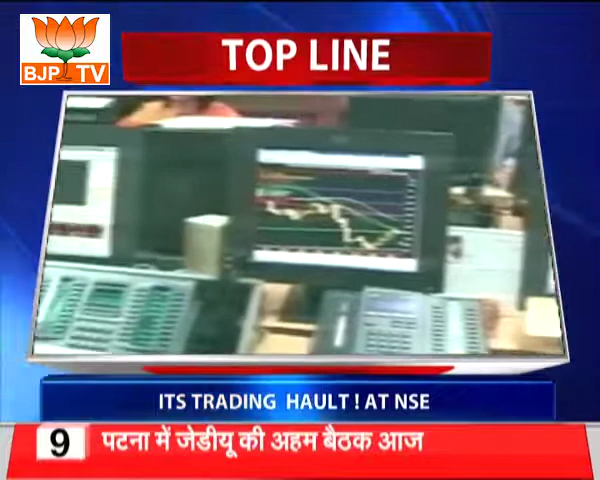 BJP TV
TOP LINE
ITS TRADING HAULT ! AT NSE
9 पटना में जेडीयू की अहम बैठक आज